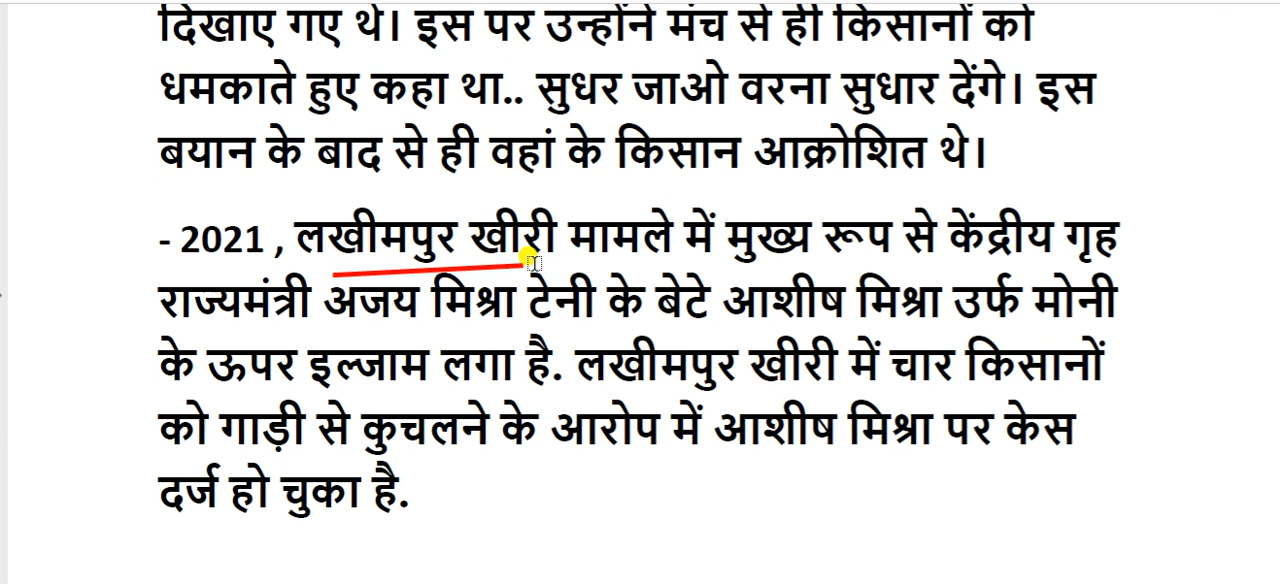 दिखाए गए थे। इस पर उन्होंने मंच से ही किसानों को
धमकाते हुए कहा था.. सुधर जाओ वरना सुधार देंगे। इस
बयान के बाद से ही वहां के किसान आक्रोशित थे।
- 2021 , लखीमपुर खीरी मामले में मुख्य रूप से केंद्रीय गृह
राज्यमंत्री अजय मिश्रा टेनी के बेटे आशीष मिश्रा उर्फ मोनी
के ऊपर इल्जाम लगा है. लखीमपुर खीरी में चार किसानों
को गाड़ी से कुचलने के आरोप में आशीष मिश्रा पर केस
दर्ज हो चुका है.